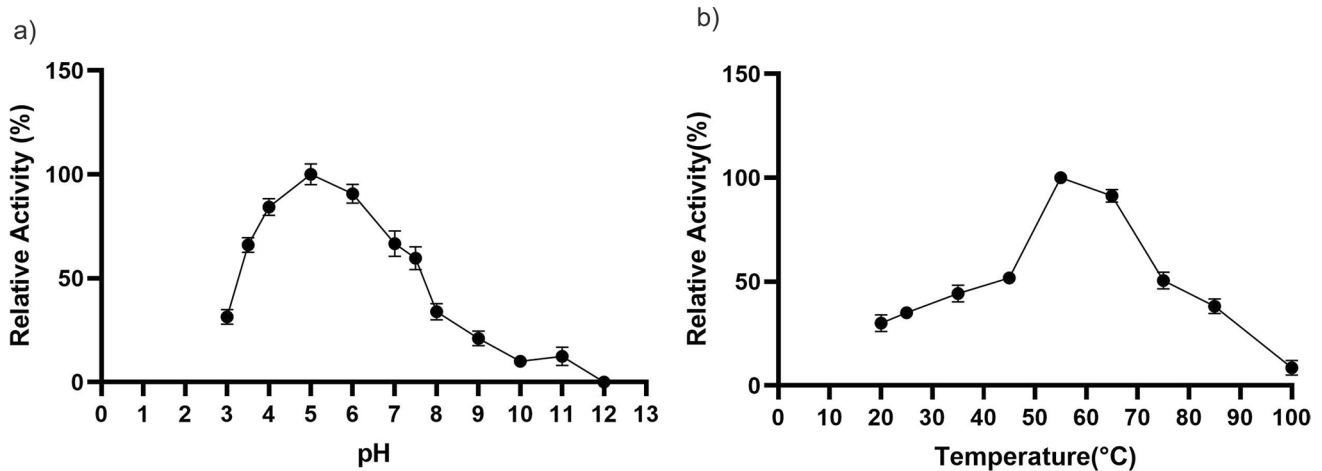 a)
150
100
50
0
Relative Activity (%)
0 1 2 3 4 5 6 7 8 9 10 11 12 13
pH
b)
150
100
50
0
Relative Activity(%)
0 10 20 30 40 50 60 70 80 90 100
Temperature(°C)